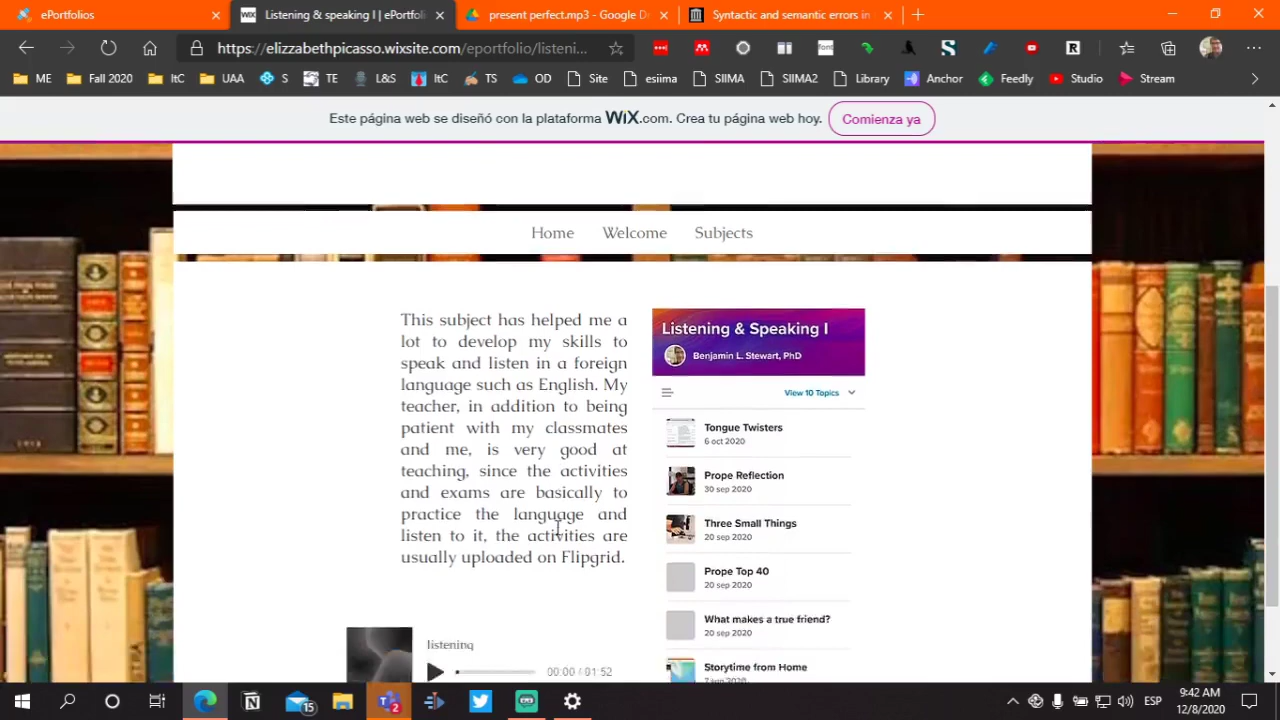 ePortfolios
Listening & speaking I | ePortfoli
present perfect.mp3 - Google D
Syntactic and semantic errors in
https://elizzabethpicasso.wixsite.com/eportfolio/listeni...
ME
Fall 2020
ItC
UAA
S
TE
L&S
ItC
TS
OD
Site
esiima
SIIMA
SIIMA2
Library
Anchor
Feedly
Studio
Stream
Este página web se diseñó con la plataforma WiX.com. Crea tu página web hoy.
Comienza ya
Home
Welcome
Subjects
This subject has helped me a
lot to develop my skills to
speak and listen in a foreign
language such as English. My
teacher, in addition to being
patient with my classmates
and me, is very good at
teaching, since the activities
and exams are basically to
practice the language and
listen to it, the activities are
usually uploaded on Flipgrid.
Listening & Speaking I
Benjamin L. Stewart, PhD
View 10 Topics
Tongue Twisters
6 oct 2020
Prope Reflection
30 sep 2020
Three Small Things
20 sep 2020
Prope Top 40
20 sep 2020
What makes a true friend?
20 sep 2020
Storytime from Home
listening
00:00 / 01:52
15
2
ESP
9:42 AM
12/8/2020